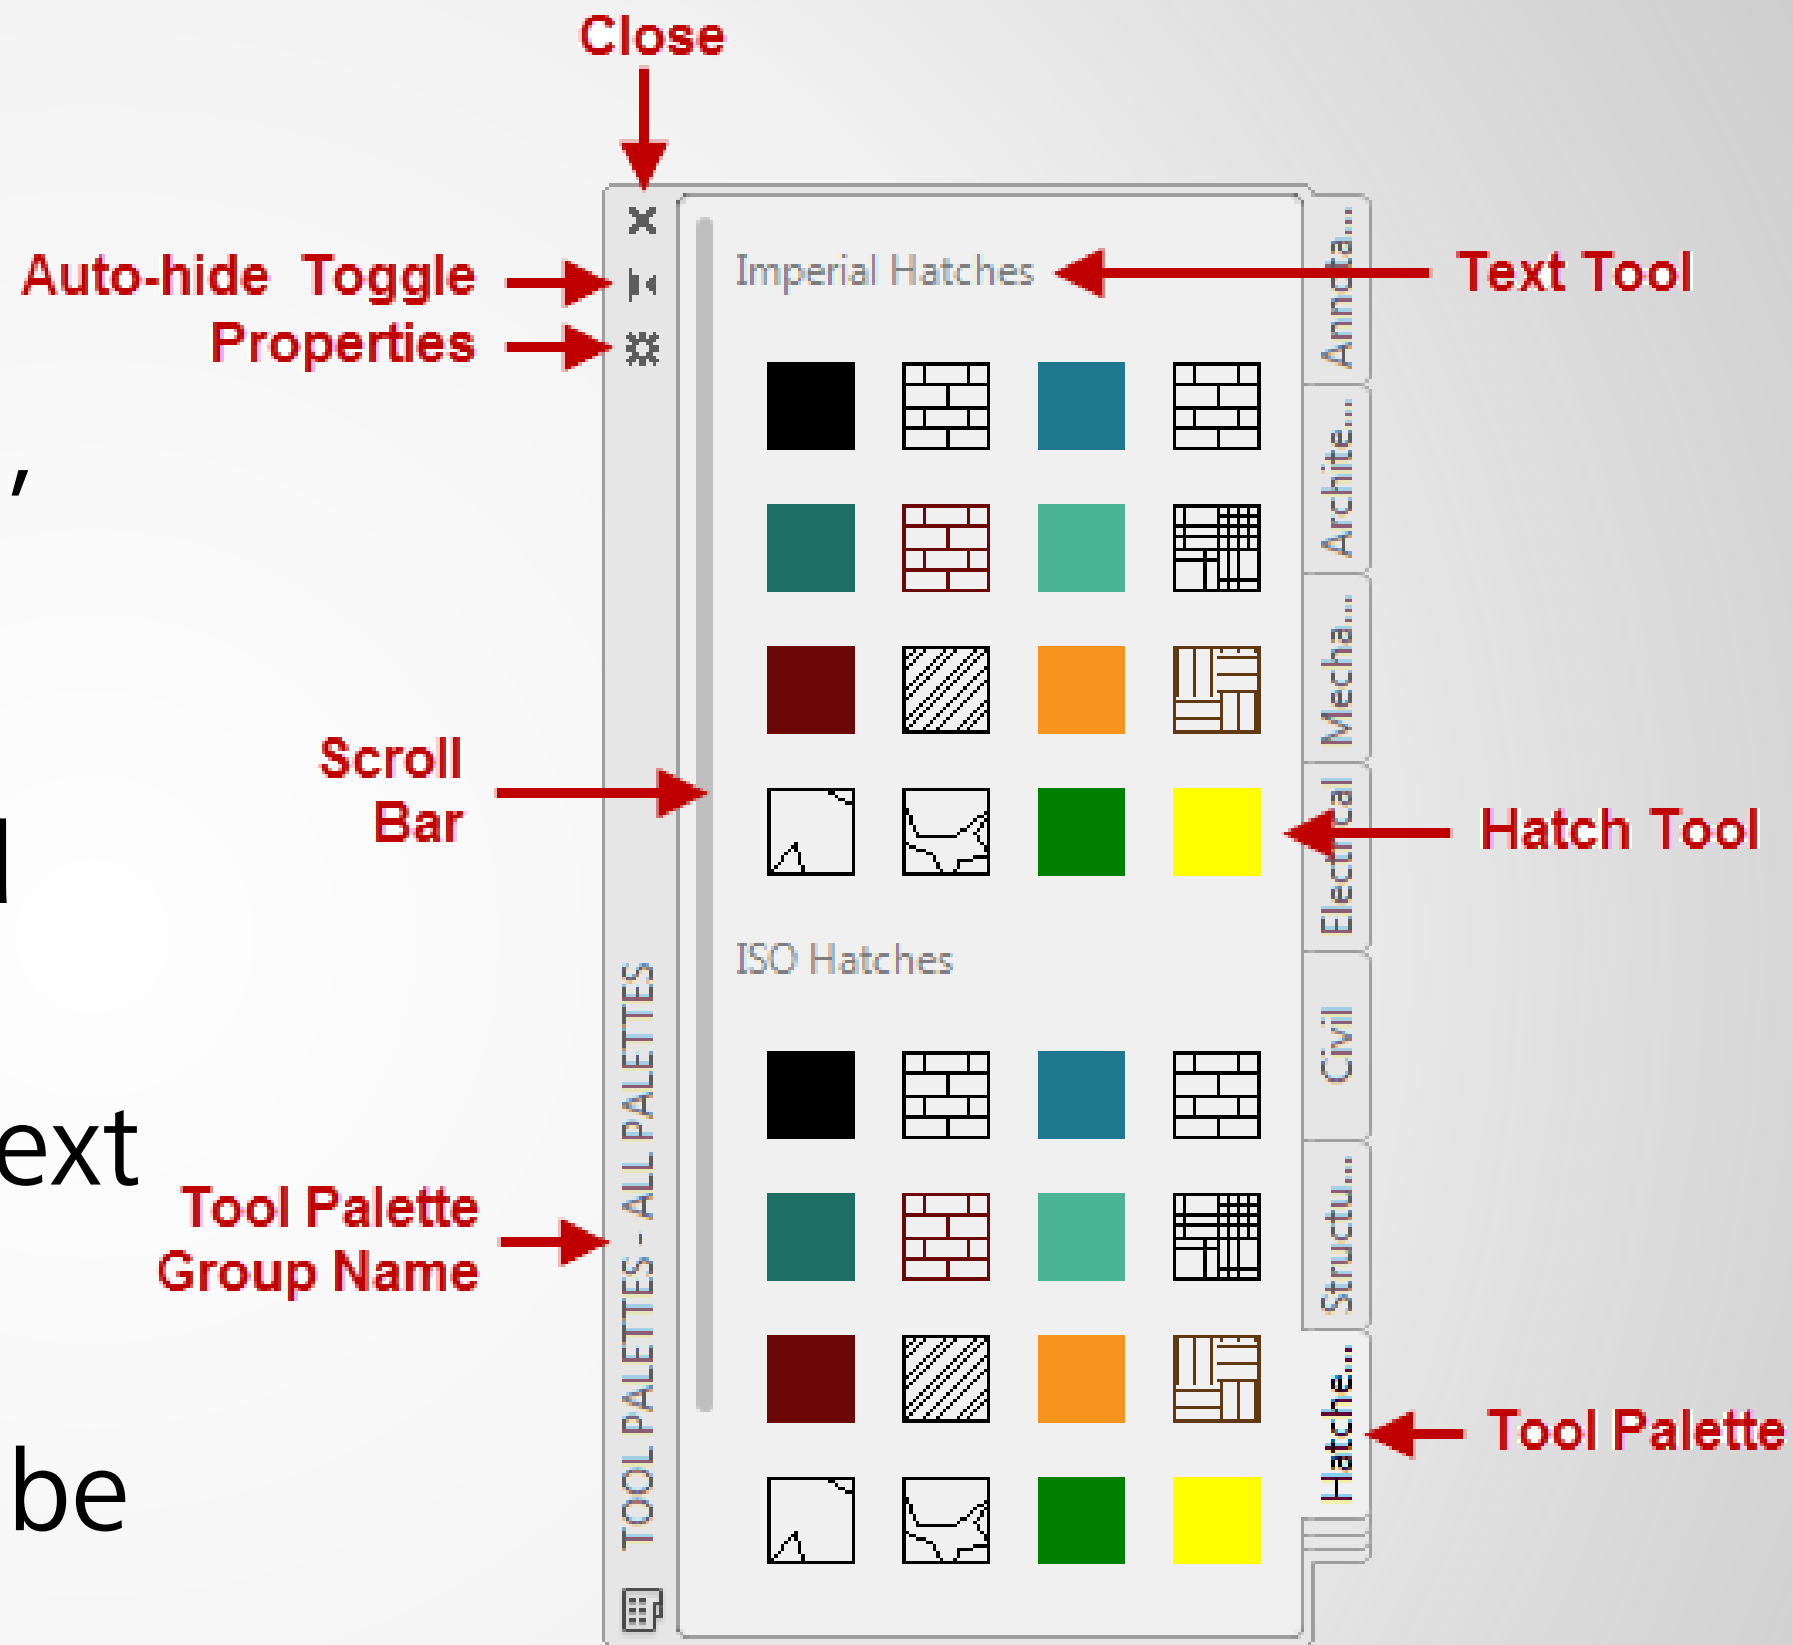 Close
Auto-hide Toggle
Properties
Imperial Hatches
Text Tool
Annota...
Archite...
,
Mecha...
Scroll
Bar
Electrical
Hatch Tool
ISO Hatches
Civil
ext
Tool Palette
Group Name
TOOL PALETTES - ALL PALETTES
Structu...
Hatche...
Tool Palette
be